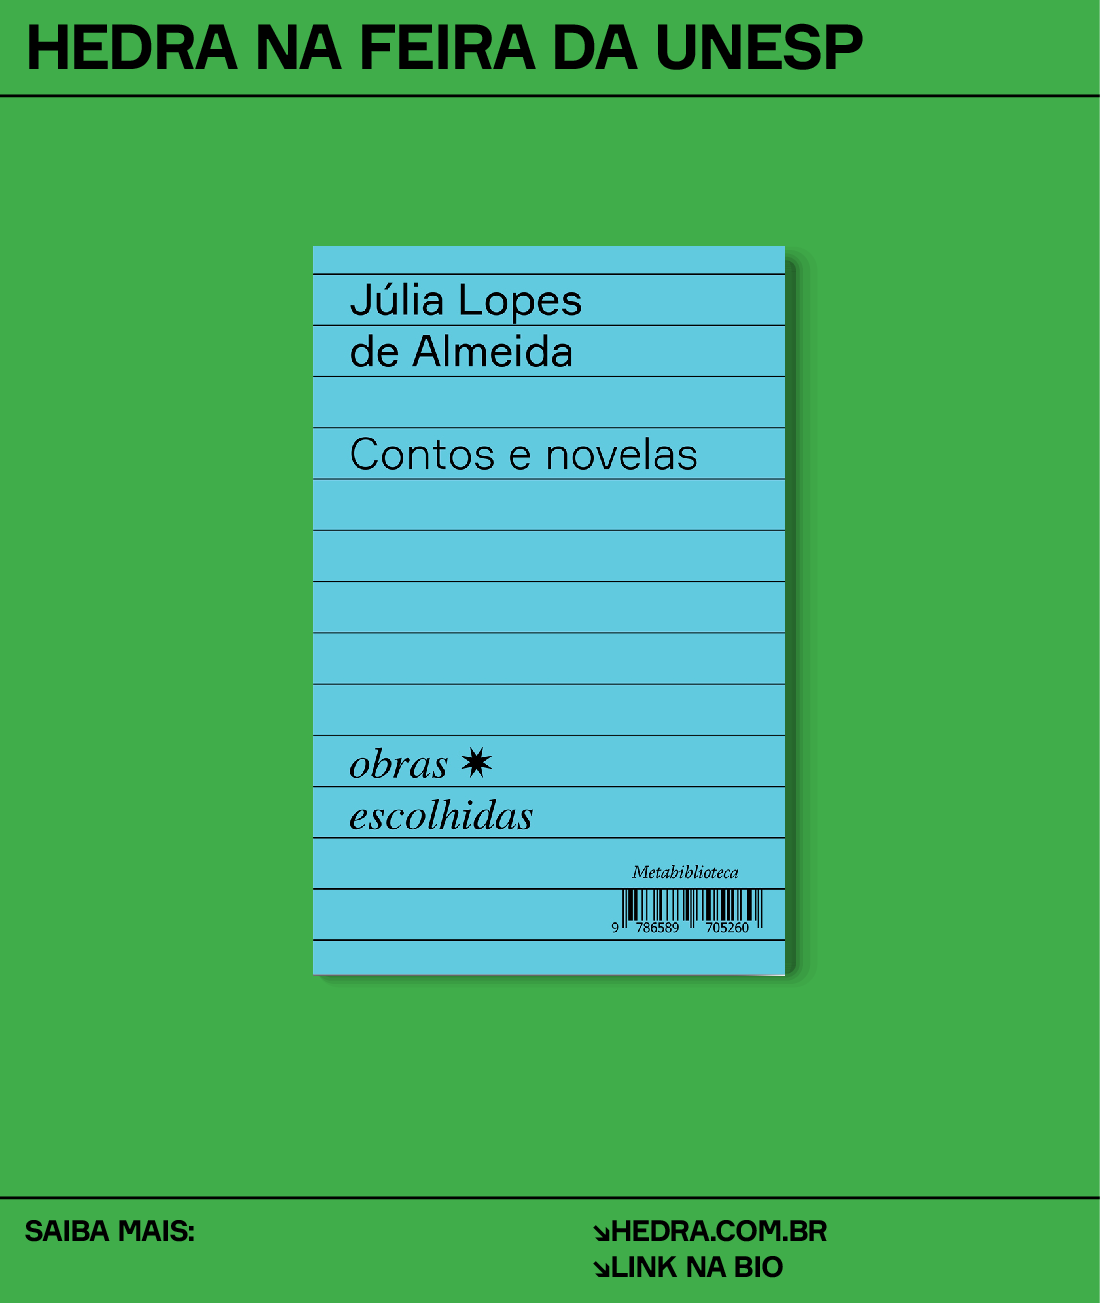 HEDRA NA FEIRA DA UNESP
Júlia Lopes
de Almeida
Contos e novelas
obras ✷
escolhidas
Metabiblioteca
9 786589 705260
SAIBA MAIS:
↘HEDRA.COM.BR
↘LINK NA BIO